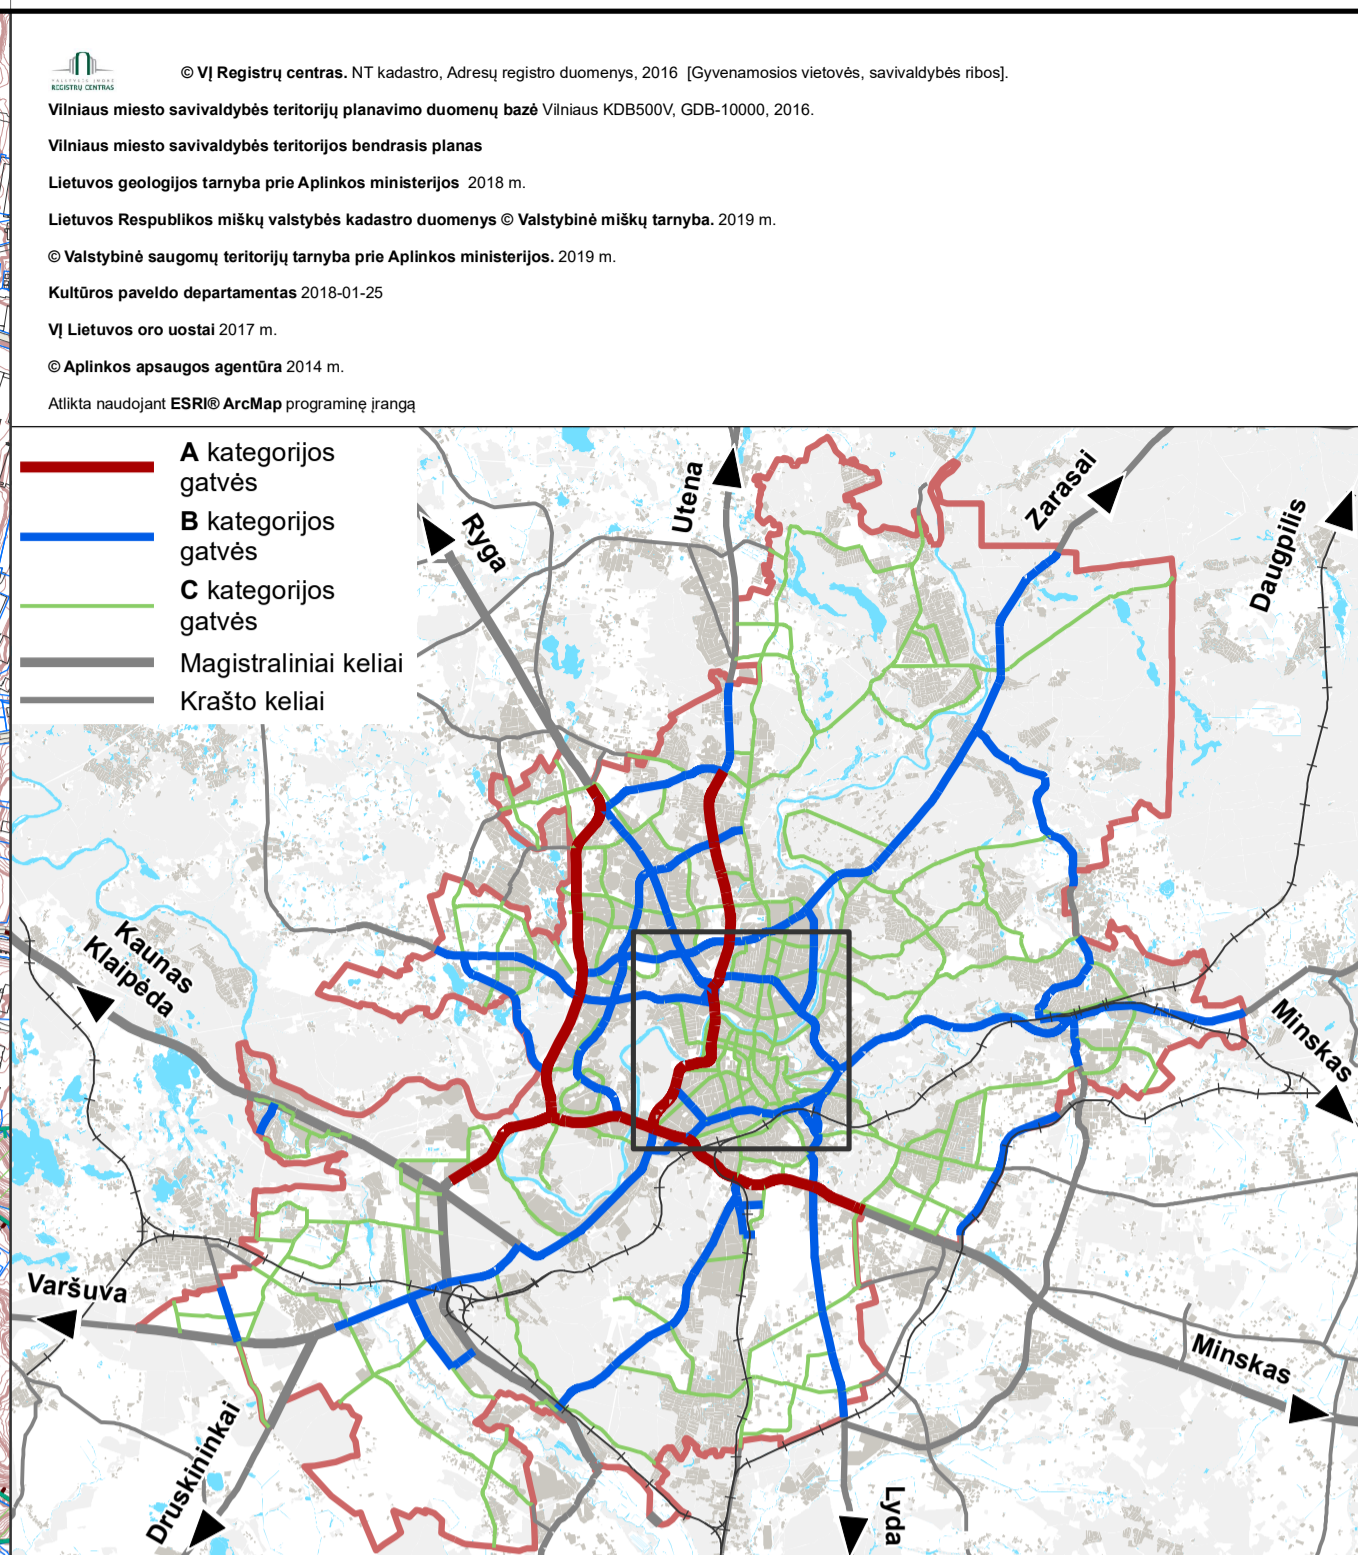 VALSTYBĖS ĮMONĖ
REGISTRŲ CENTRAS
© VĮ Registrų centras. NT kadastro, Adresų registro duomenys, 2016 [Gyvenamosios vietovės, savivaldybės ribos].
Vilniaus miesto savivaldybės teritorijų planavimo duomenų bazė Vilniaus KDB500V, GDB-10000, 2016.
Vilniaus miesto savivaldybės teritorijos bendrasis planas
Lietuvos geologijos tarnyba prie Aplinkos ministerijos 2018 m.
Lietuvos Respublikos miškų valstybės kadastro duomenys © Valstybinė miškų tarnyba. 2019 m.
© Valstybinė saugomų teritorijų tarnyba prie Aplinkos ministerijos. 2019 m.
Kultūros paveldo departamentas 2018-01-25
VĮ Lietuvos oro uostai 2017 m.
© Aplinkos apsaugos agentūra 2014 m.
Atlikta naudojant ESRI® ArcMap programinę įrangą
A kategorijos
gatvės
B kategorijos
gatvės
C kategorijos
gatvės
Magistraliniai keliai
Krašto keliai
Ryga
Utena
Zarasai
Daugpilis
Kaunas
Klaipėda
Minskas
Varšuva
Minskas
Druskininkai
Lyda